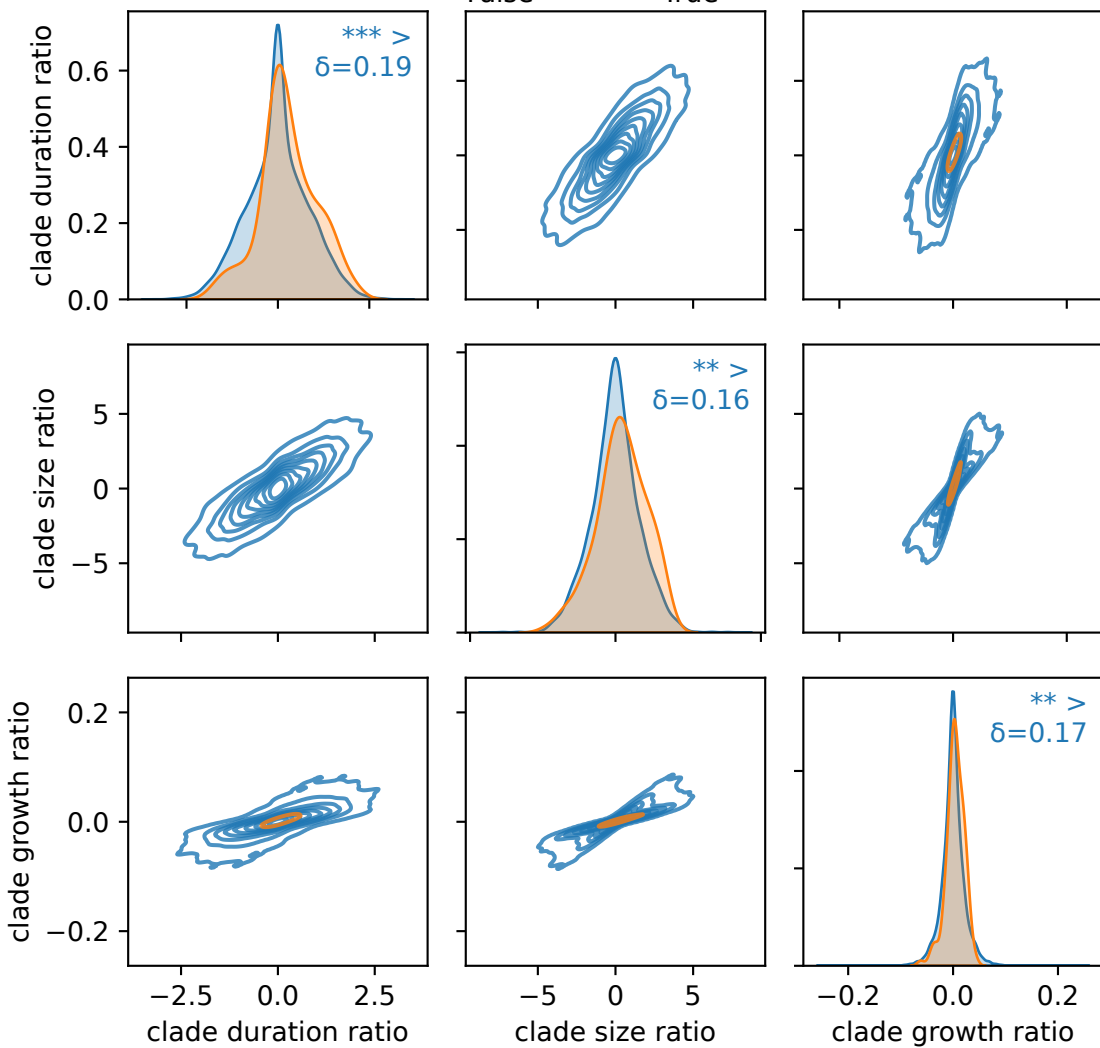 True
*** >
δ=0.19
clade duration ratio
0.6
0.4
0.2
0.0
** >
δ=0.16
clade size ratio
5
0
−5
** >
δ=0.17
clade growth ratio
0.2
0.0
−0.2
−2.5 0.0 2.5
−5 0 5
−0.2 0.0 0.2
clade duration ratio
clade size ratio
clade growth ratio